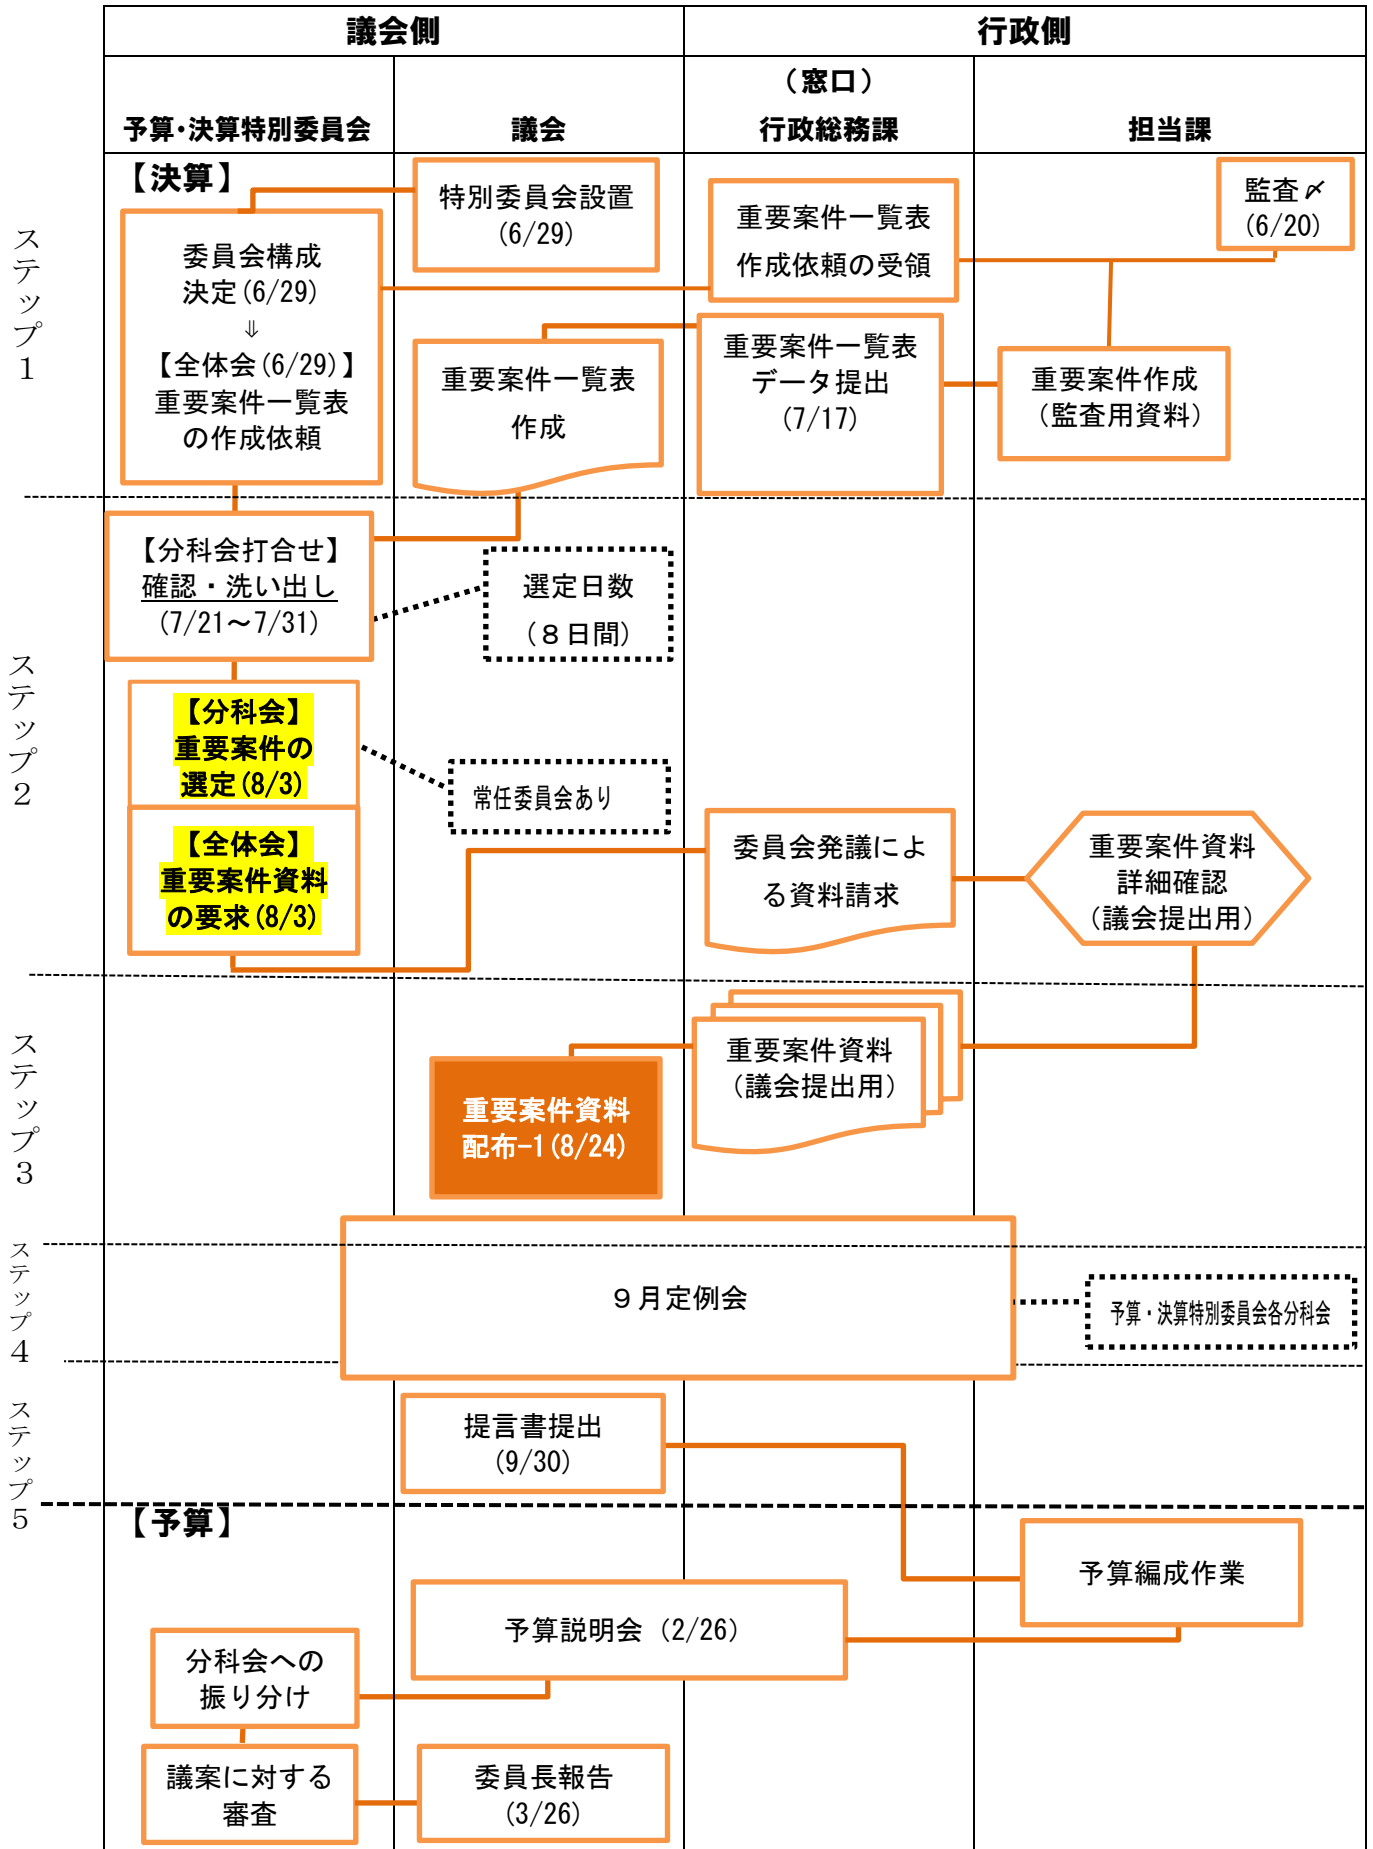 議会側
行政側
予算・決算特別委員会
議会
（窓口）
行政総務課
担当課
ステップ1
【決算】
特別委員会設置
(6/29)
重要案件一覧表
作成依頼の受領
監査〆
(6/20)
委員会構成
決定(6/29)
⇓
【全体会(6/29)】
重要案件一覧表
の作成依頼
重要案件一覧表
作成
重要案件一覧表
データ提出
(7/17)
重要案件作成
（監査用資料）
ステップ2
【分科会打合せ】
確認・洗い出し
(7/21～7/31)
選定日数
（８日間）
【分科会】
重要案件の
選定(8/3)
常任委員会あり
【全体会】
重要案件資料
の要求(8/3)
委員会発議によ
る資料請求
重要案件資料
詳細確認
（議会提出用）
ステップ3
重要案件資料
（議会提出用）
重要案件資料
配布-1(8/24)
ステップ4
９月定例会
予算・決算特別委員会各分科会
ステップ5
提言書提出
(9/30)
【予算】
予算編成作業
予算説明会（2/26）
分科会への
振り分け
議案に対する
審査
委員長報告
(3/26)